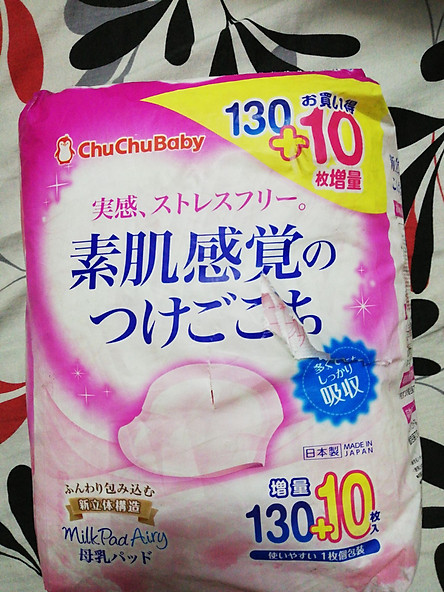 ChuChuBaby
お買い得
130+10
枚増量
実感、ストレスフリー。
素肌感覚の
つけごこち
多く
しっかり
吸収
日本製 MADE IN
JAPAN
ふんわり包み込む
新立体構造
Milk Pad Airy
母乳パッド
増量
130+10枚入
使いやすい1枚個包装